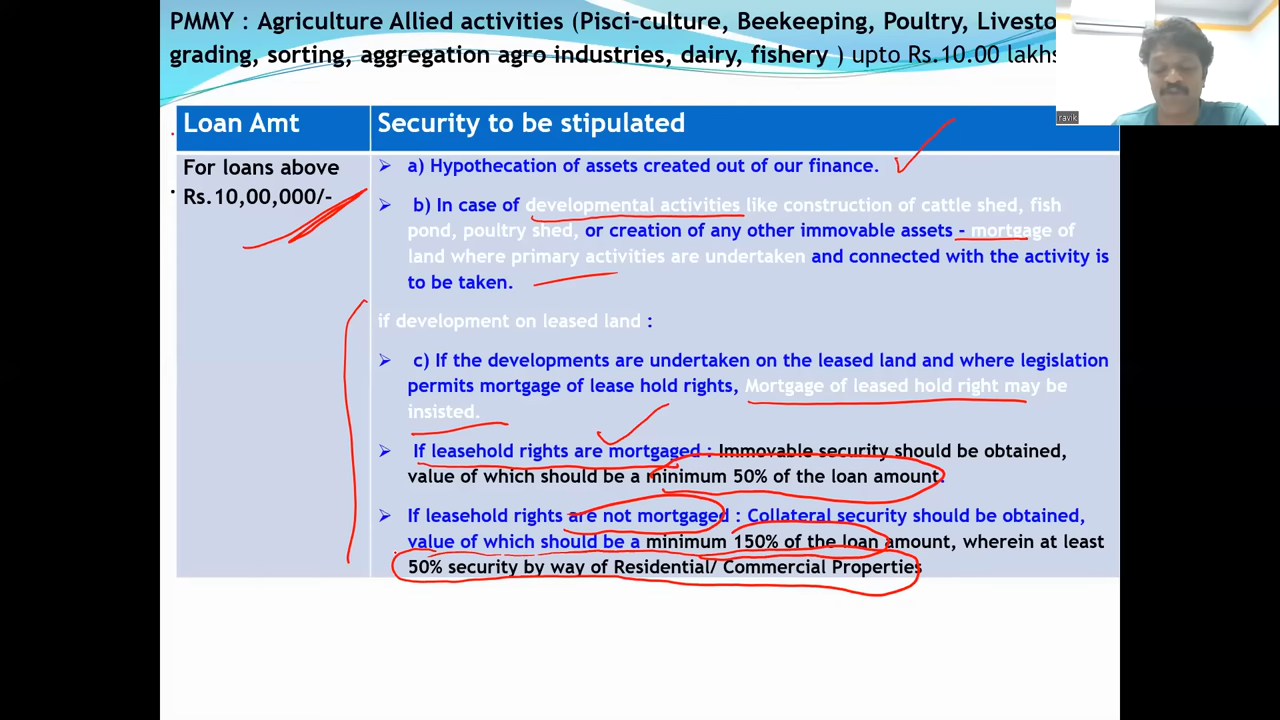 PMMY : Agriculture Allied activities (Pisci-culture, Beekeeping, Poultry,
grading, sorting, aggregation agro industries, dairy, fishery ) upto Rs.10.00 lakhs
ravik
Loan Amt
Security to be stipulated
For loans above
Rs.10,00,000/-
a) Hypothecation of assets created out of our finance.
b) In case of developmental activities like construction of cattle shed, fish
pond, poultry shed, or creation of any other immovable assets - mortgage of
land where primary activities are undertaken and connected with the activity is
to be taken.
if development on leased land :
c) If the developments are undertaken on the leased land and where legislation
permits mortgage of lease hold rights, Mortgage of leased hold right may be
insisted.
If leasehold rights are mortgaged : Immovable security should be obtained,
value of which should be a minimum 50% of the loan amount.
If leasehold rights are not mortgaged : Collateral security should be obtained,
value of which should be a minimum 150% of the loan amount, wherein at least
50% security by way of Residential/ Commercial Properties